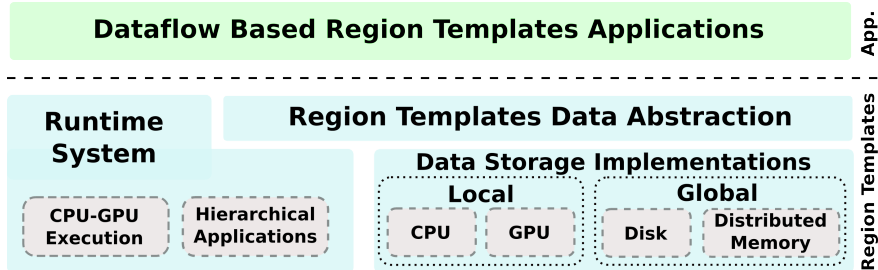 Dataflow Based Region Templates Applications
App.
Runtime
System
Region Templates Data Abstraction
Data Storage Implementations
Local
Global
CPU-GPU
Execution
Hierarchical
Applications
CPU
GPU
Disk
Distributed
Memory
Region Templates